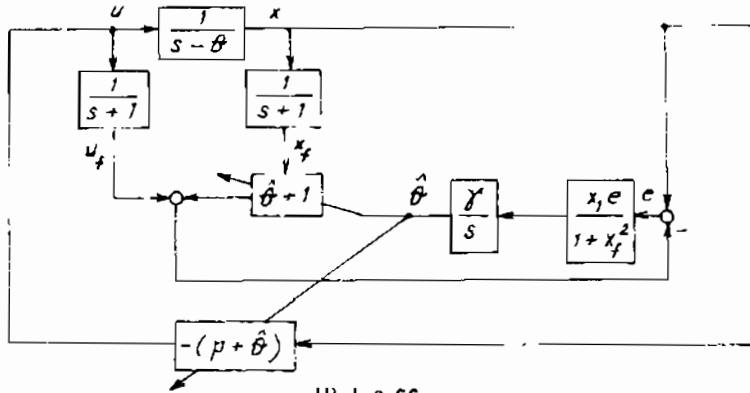 u
x
1
s - θ
1
s + 1
1
s + 1
u_f
x_f
θ̂ + 1
θ̂
γ
s
x_1 e
1 + x_f^2
e
-
-(p + θ̂)